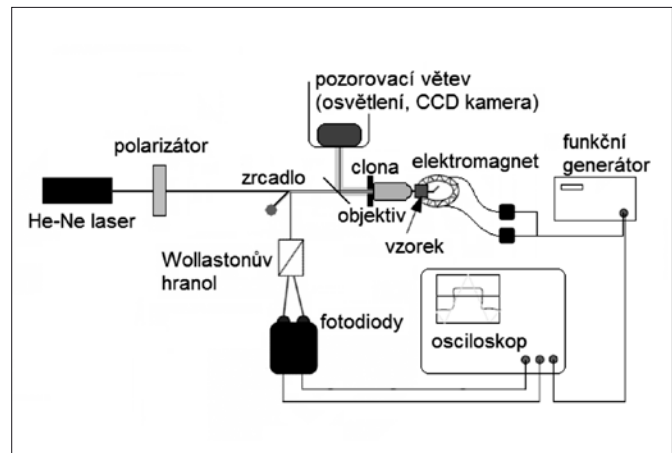 pozorovací větev
(osvětlení, CCD kamera)
polarizátor
zrcadlo
clona
elektromagnet
funkční
generátor
He-Ne laser
objektiv
vzorek
Wollastonův
hranol
fotodiody
osciloskop